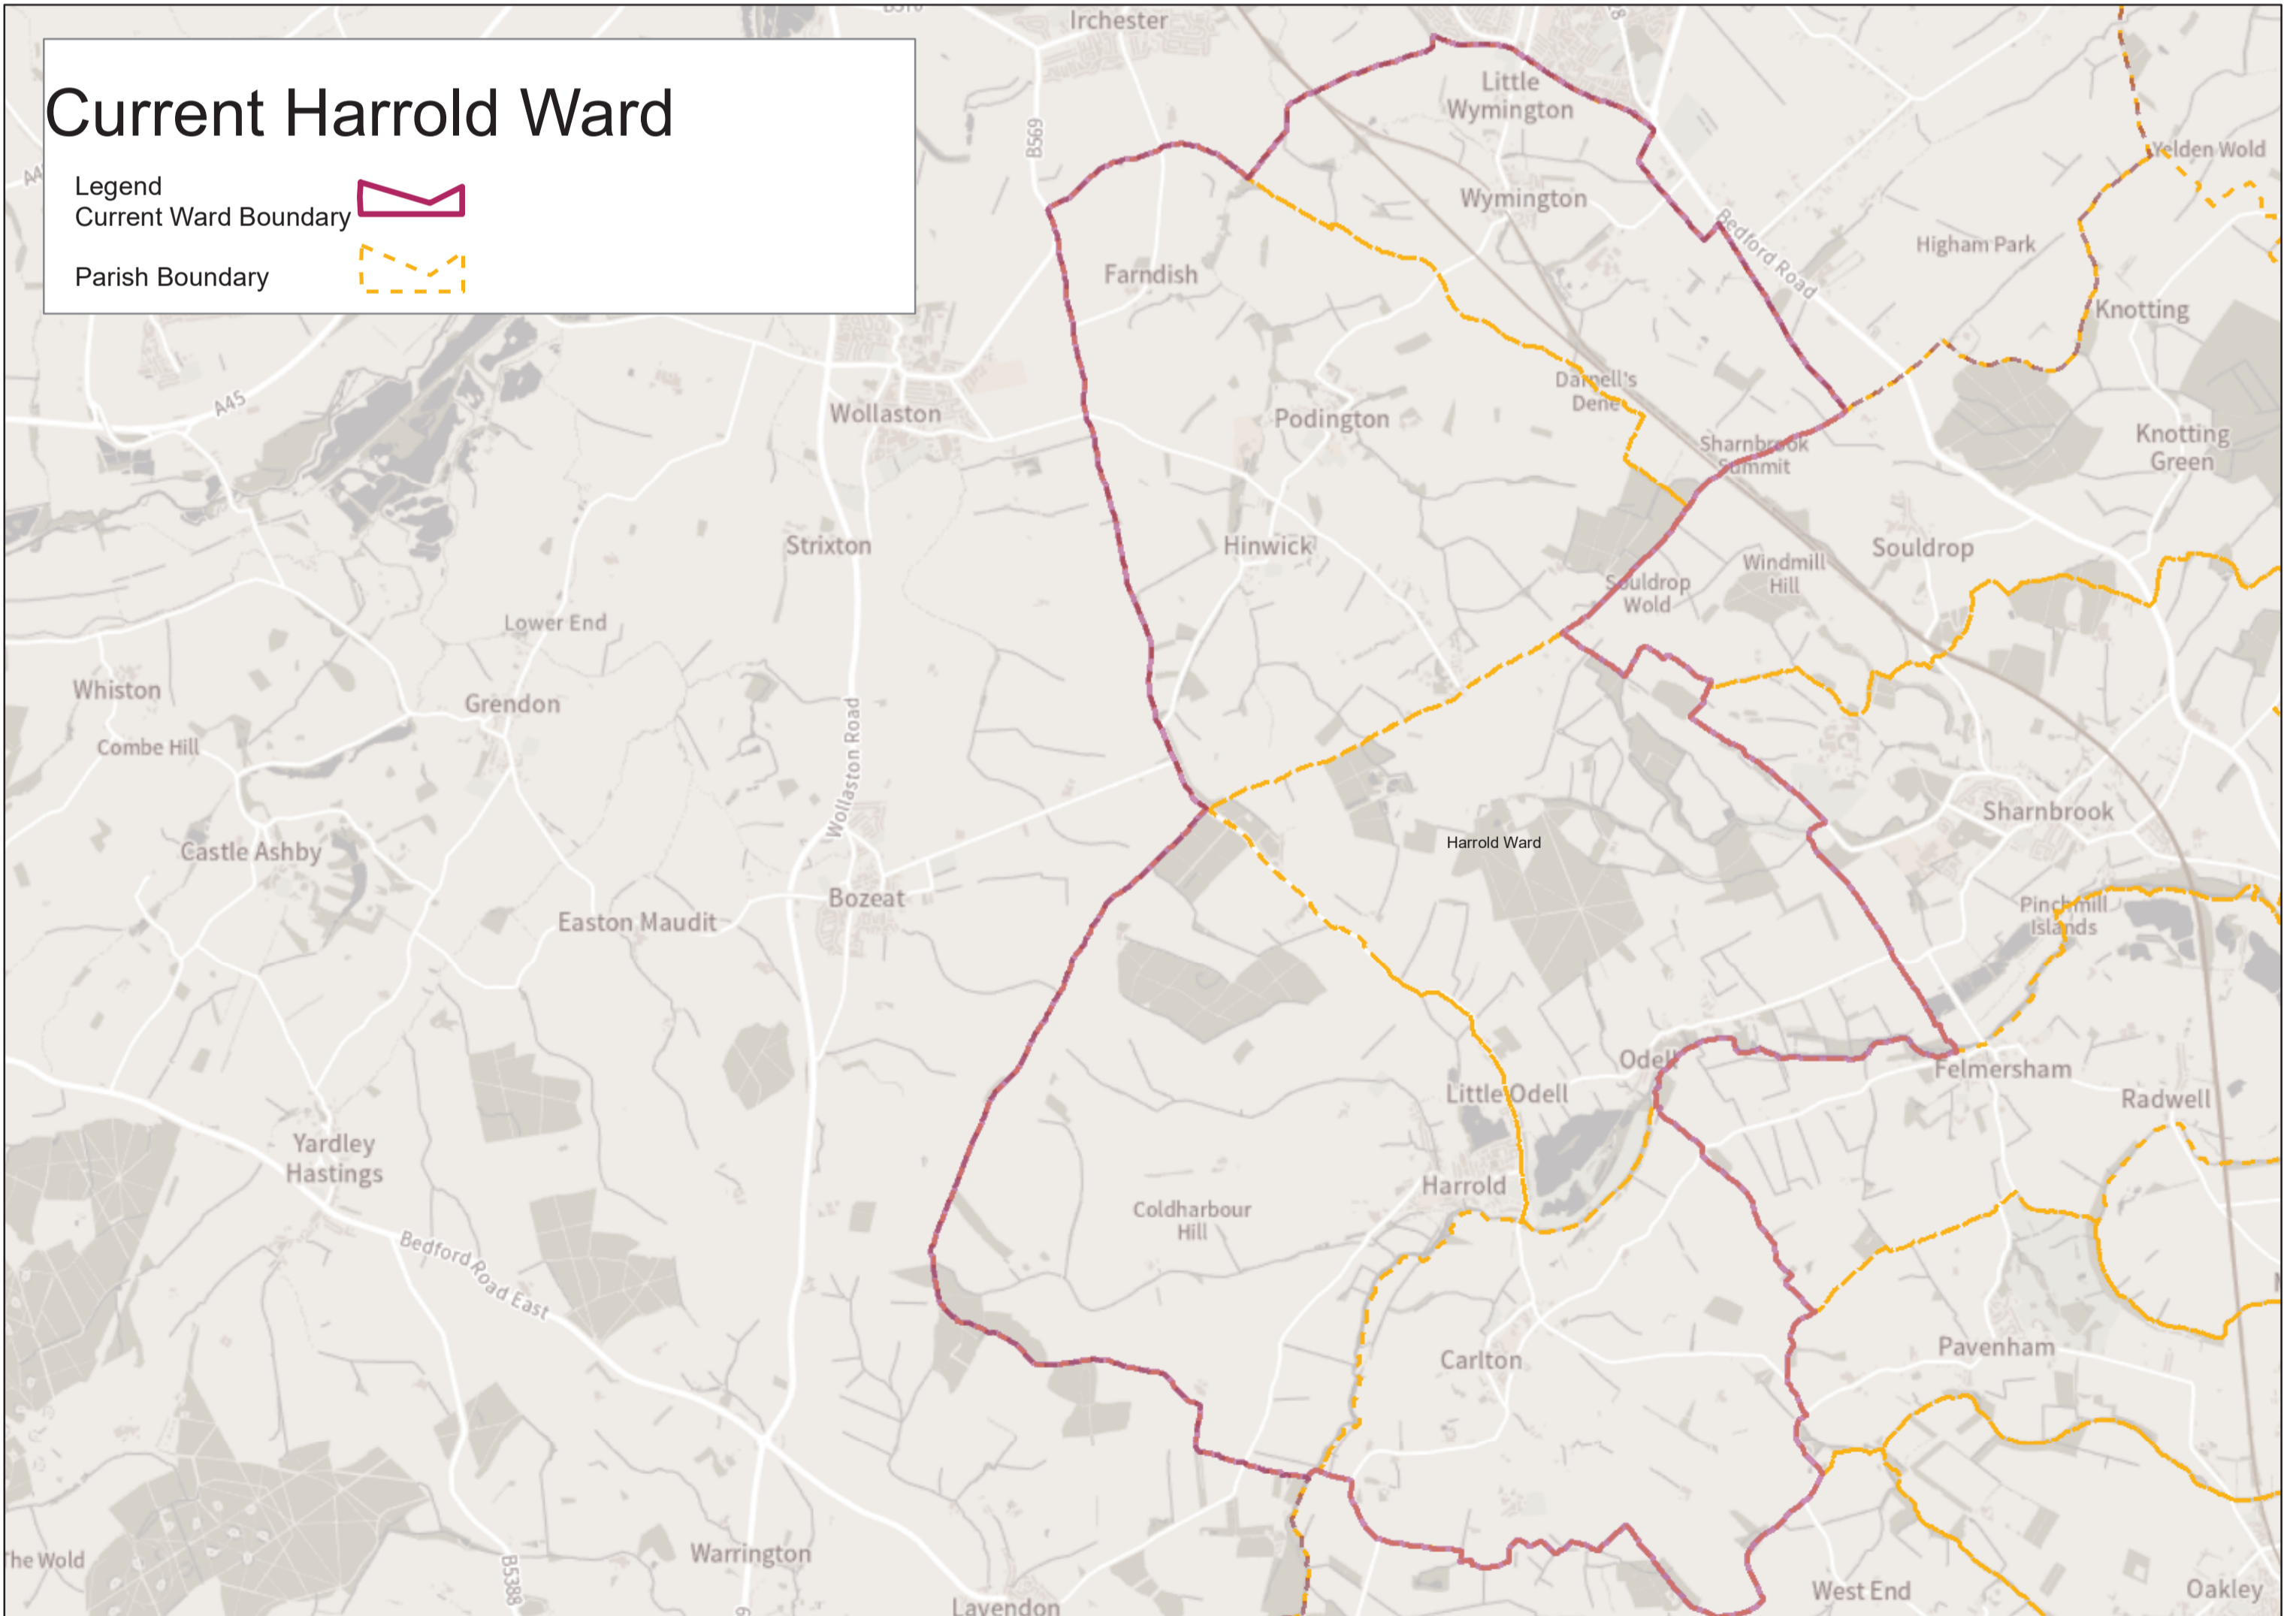 Current Harrold Ward
Legend
Current Ward Boundary
Parish Boundary
Irchester
Little
Wymington
B569
Yelden Wold
Wymington
Bedford Road
Higham Park
Farndish
Knotting
A45
Darnell's
Dene
Wollaston
Podington
Sharnbrook
Summit
Knotting
Green
Strixton
Hinwick
Souldrop
Windmill
Hill
Souldrop
Wold
Lower End
Whiston
Grendon
Combe Hill
Wollaston Road
Sharnbrook
Castle Ashby
Harrold Ward
Bozeat
Easton Maudit
Pinchmill
Islands
Odell
Felmersham
Little Odell
Radwell
Yardley
Hastings
Harrold
Coldharbour
Hill
Bedford Road East
Pavenham
Carlton
Warrington
The Wold
B5388
West End
Oakley
Lavendon